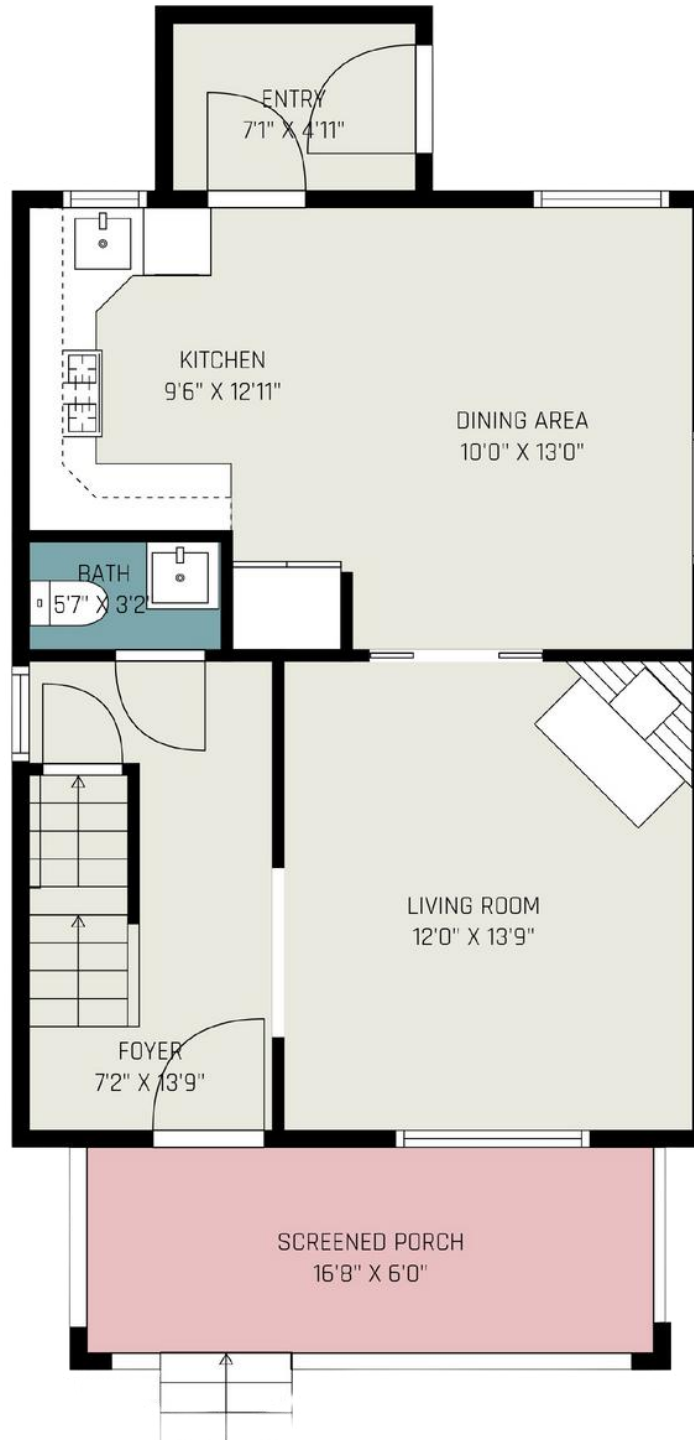 ENTRY
7'1" X 4'11"
KITCHEN
9'6" X 12'11"
DINING AREA
10'0" X 13'0"
BATH
5'7" X 3'2"
LIVING ROOM
12'0" X 13'9"
FOYER
7'2" X 13'9"
SCREENED PORCH
16'8" X 6'0"